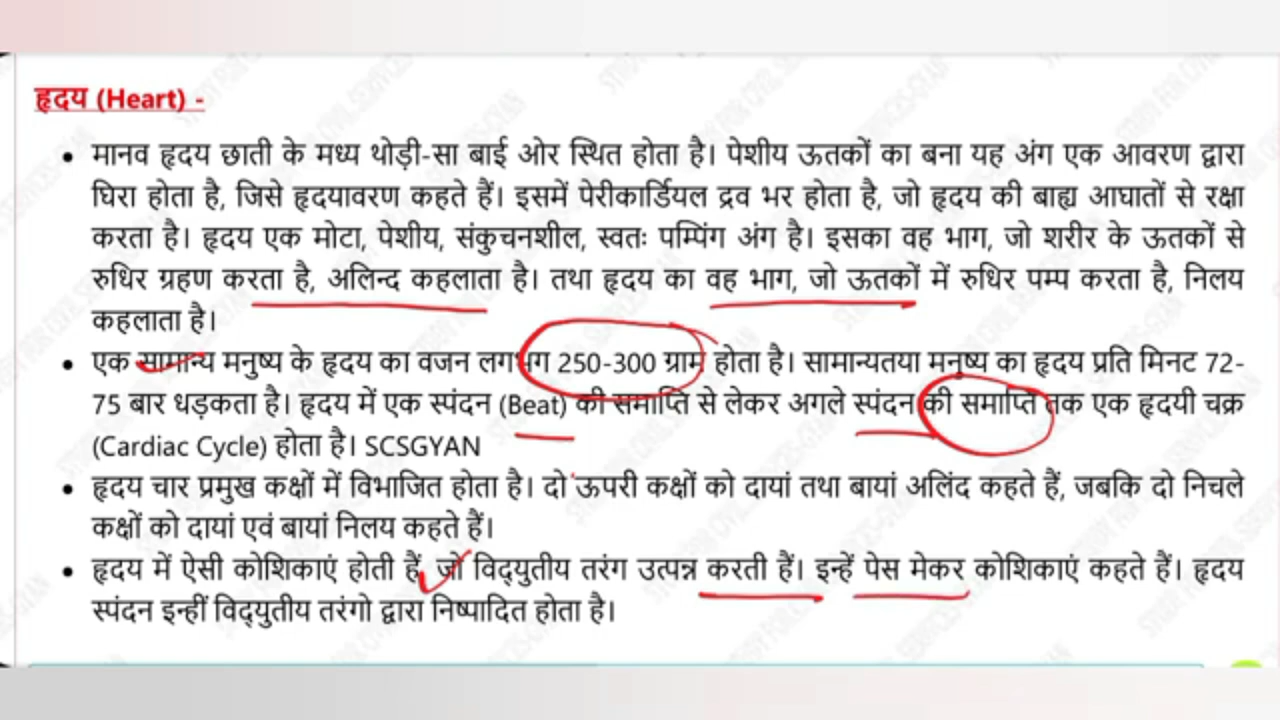 हृदय (Heart) -
• मानव हृदय छाती के मध्य थोड़ी-सा बाई ओर स्थित होता है। पेशीय ऊतकों का बना यह अंग एक आवरण द्वारा
घिरा होता है, जिसे हृदयावरण कहते हैं। इसमें पेरीकार्डियल द्रव भर होता है, जो हृदय की बाह्य आघातों से रक्षा
करता है। हृदय एक मोटा, पेशीय, संकुचनशील, स्वतः पम्पिंग अंग है। इसका वह भाग, जो शरीर के ऊतकों से
रुधिर ग्रहण करता है, अलिन्द कहलाता है। तथा हृदय का वह भाग, जो ऊतकों में रुधिर पम्प करता है, निलय
कहलाता है।
• एक सामान्य मनुष्य के हृदय का वजन लगभग 250-300 ग्राम होता है। सामान्यतया मनुष्य का हृदय प्रति मिनट 72-
75 बार धड़कता है। हृदय में एक स्पंदन (Beat) की समाप्ति से लेकर अगले स्पंदन की समाप्ति तक एक हृदयी चक्र
(Cardiac Cycle) होता है। SCSGYAN
• हृदय चार प्रमुख कक्षों में विभाजित होता है। दो ऊपरी कक्षों को दायां तथा बायां अलिंद कहते हैं, जबकि दो निचले
कक्षों को दायां एवं बायां निलय कहते हैं।
• हृदय में ऐसी कोशिकाएं होती हैं, जो विद्युतीय तरंग उत्पन्न करती हैं। इन्हें पेस मेकर कोशिकाएं कहते हैं। हृदय
स्पंदन इन्हीं विद्युतीय तरंगो द्वारा निष्पादित होता है।